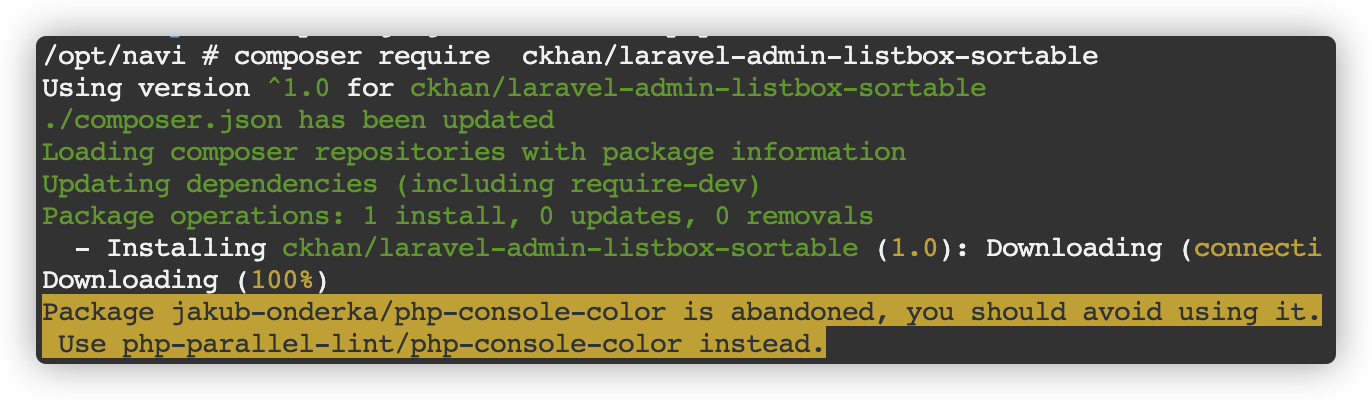 /opt/navi # composer require  ckhan/laravel-admin-listbox-sortable
Using version ^1.0 for ckhan/laravel-admin-listbox-sortable
./composer.json has been updated
Loading composer repositories with package information
Updating dependencies (including require-dev)
Package operations: 1 install, 0 updates, 0 removals
  - Installing ckhan/laravel-admin-listbox-sortable (1.0): Downloading (connecti
Downloading (100%)
Package jakub-onderka/php-console-color is abandoned, you should avoid using it.
 Use php-parallel-lint/php-console-color instead.